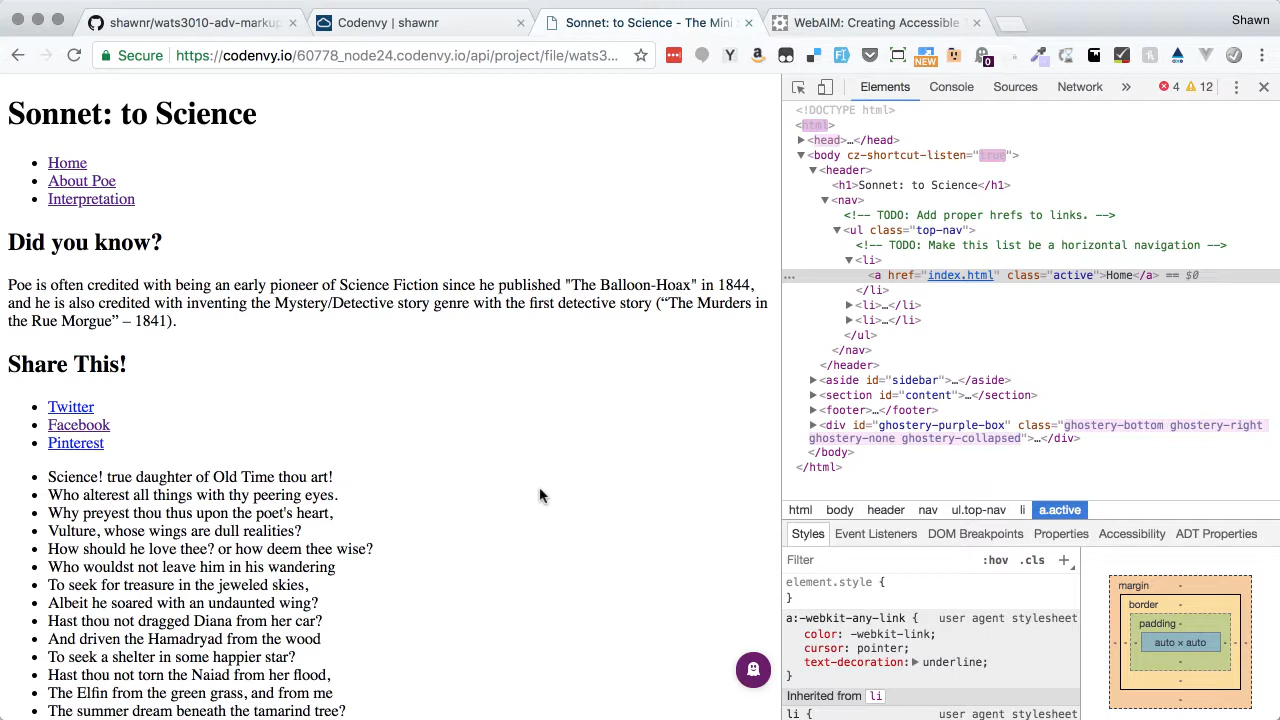 shawnr/wats3010-adv-markup
Codenvy | shawnr
Sonnet: to Science - The Mini
WebAIM: Creating Accessible
Shawn
Secure https://codenvy.io/60778_node24.codenvy.io/api/project/file/wats3...
NEW
0
Sonnet: to Science
Home
About Poe
Interpretation
Did you know?
Poe is often credited with being an early pioneer of Science Fiction since he published "The Balloon-Hoax" in 1844,
and he is also credited with inventing the Mystery/Detective story genre with the first detective story (“The Murders in
the Rue Morgue” – 1841).
Share This!
Twitter
Facebook
Pinterest
Science! true daughter of Old Time thou art!
Who alterest all things with thy peering eyes.
Why preyest thou thus upon the poet's heart,
Vulture, whose wings are dull realities?
How should he love thee? or how deem thee wise?
Who wouldst not leave him in his wandering
To seek for treasure in the jeweled skies,
Albeit he soared with an undaunted wing?
Hast thou not dragged Diana from her car?
And driven the Hamadryad from the wood
To seek a shelter in some happier star?
Hast thou not torn the Naiad from her flood,
The Elfin from the green grass, and from me
The summer dream beneath the tamarind tree?
Elements Console Sources Network » 4 12
<!DOCTYPE html>
<html>
<head>…</head>
<body cz-shortcut-listen="true">
<header>
<h1>Sonnet: to Science</h1>
<nav>
<!-- TODO: Add proper hrefs to links. -->
<ul class="top-nav">
<!-- TODO: Make this list be a horizontal navigation -->
<li>
... <a href="index.html" class="active">Home</a> == $0
</li>
<li>…</li>
<li>…</li>
</ul>
</nav>
</header>
<aside id="sidebar">…</aside>
<section id="content">…</section>
<footer>…</footer>
<div id="ghostery-purple-box" class="ghostery-bottom ghostery-right
ghostery-none ghostery-collapsed">…</div>
</body>
</html>
html body header nav ul.top-nav li a.active
Styles Event Listeners DOM Breakpoints Properties Accessibility ADT Properties
Filter :hov .cls +
element.style {
}
a:-webkit-any-link { user agent stylesheet
color: -webkit-link;
cursor: pointer;
text-decoration: underline;
}
Inherited from li
li { user agent stylesheet
margin -
border -
padding -
auto × auto
-
-
-